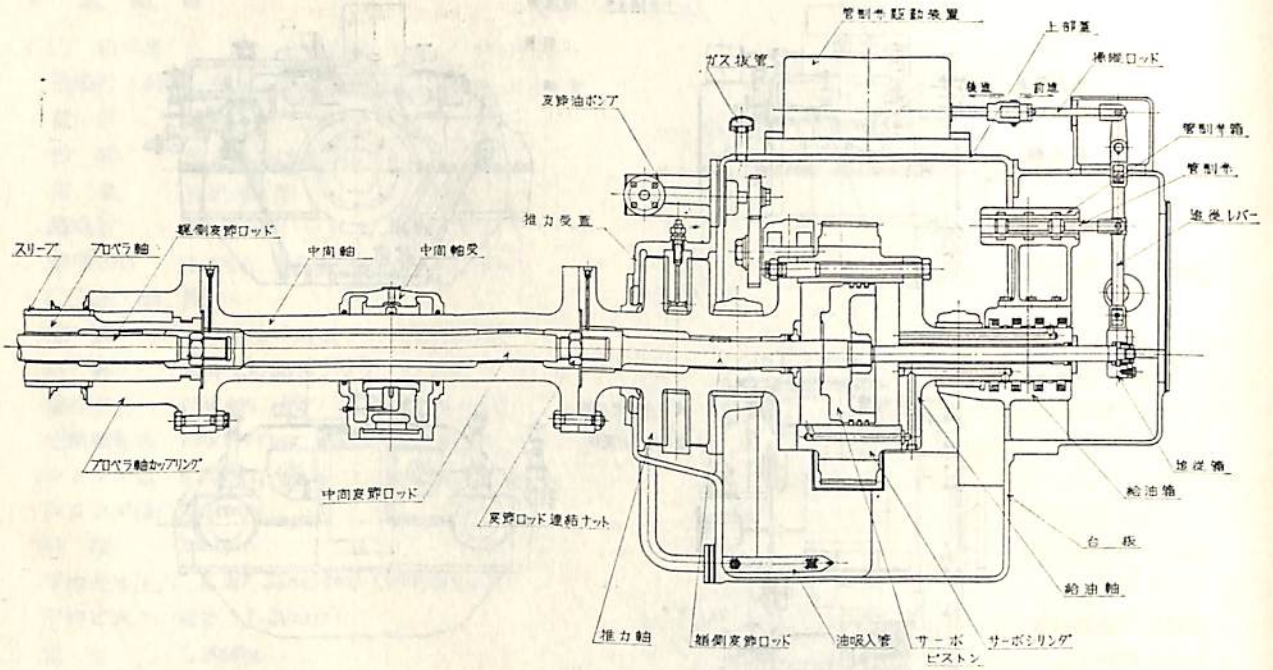 管制弁駆動装置
上部蓋
ガス抜管
操縦ロッド
変節油ポンプ
後進
前進
管制弁箱
管制弁
推力受蓋
追従レバー
スリーブ
プロペラ軸
艫側変節ロッド
中間軸
中間軸受
プロペラ軸カップリング
中間変節ロッド
変節ロッド連結ナット
追従輪
給油箱
台板
給油軸
推力軸
舳側変節ロッド
油吸入管
サーボピストン
サーボシリンダ